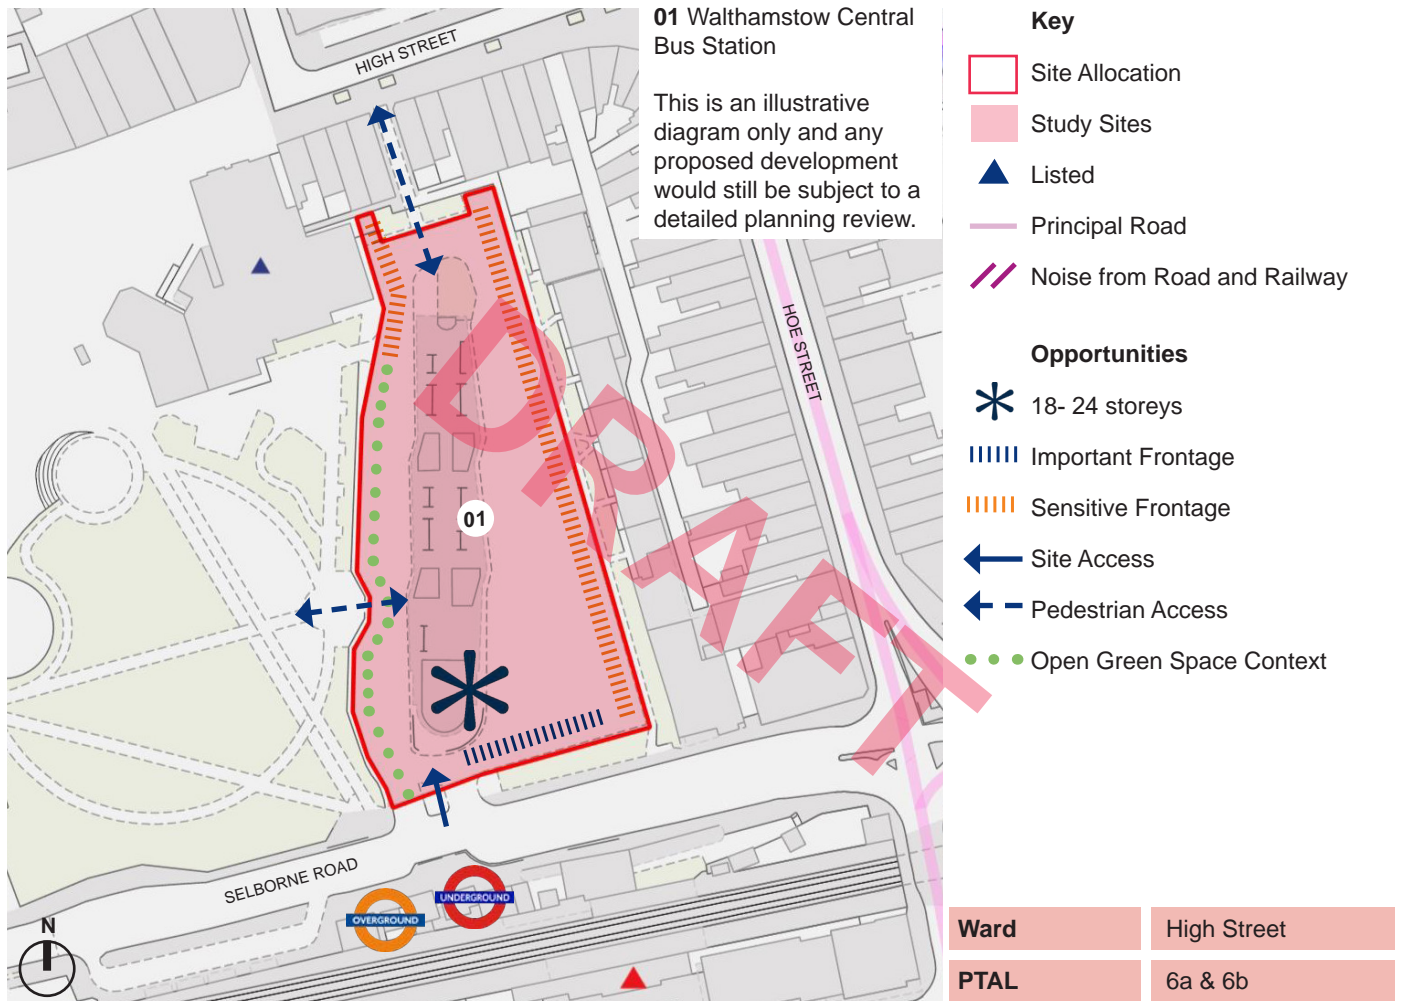 01 Walthamstow Central
Bus Station
This is an illustrative
diagram only and any
proposed development
would still be subject to a
detailed planning review.
HIGH STREET
HOE STREET
01
DRAFT
SELBORNE ROAD
OVERGROUND
UNDERGROUND
N
Key
Site Allocation
Study Sites
Listed
Principal Road
Noise from Road and Railway
Opportunities
18- 24 storeys
Important Frontage
Sensitive Frontage
Site Access
Pedestrian Access
Open Green Space Context
Ward High Street
PTAL 6a & 6b